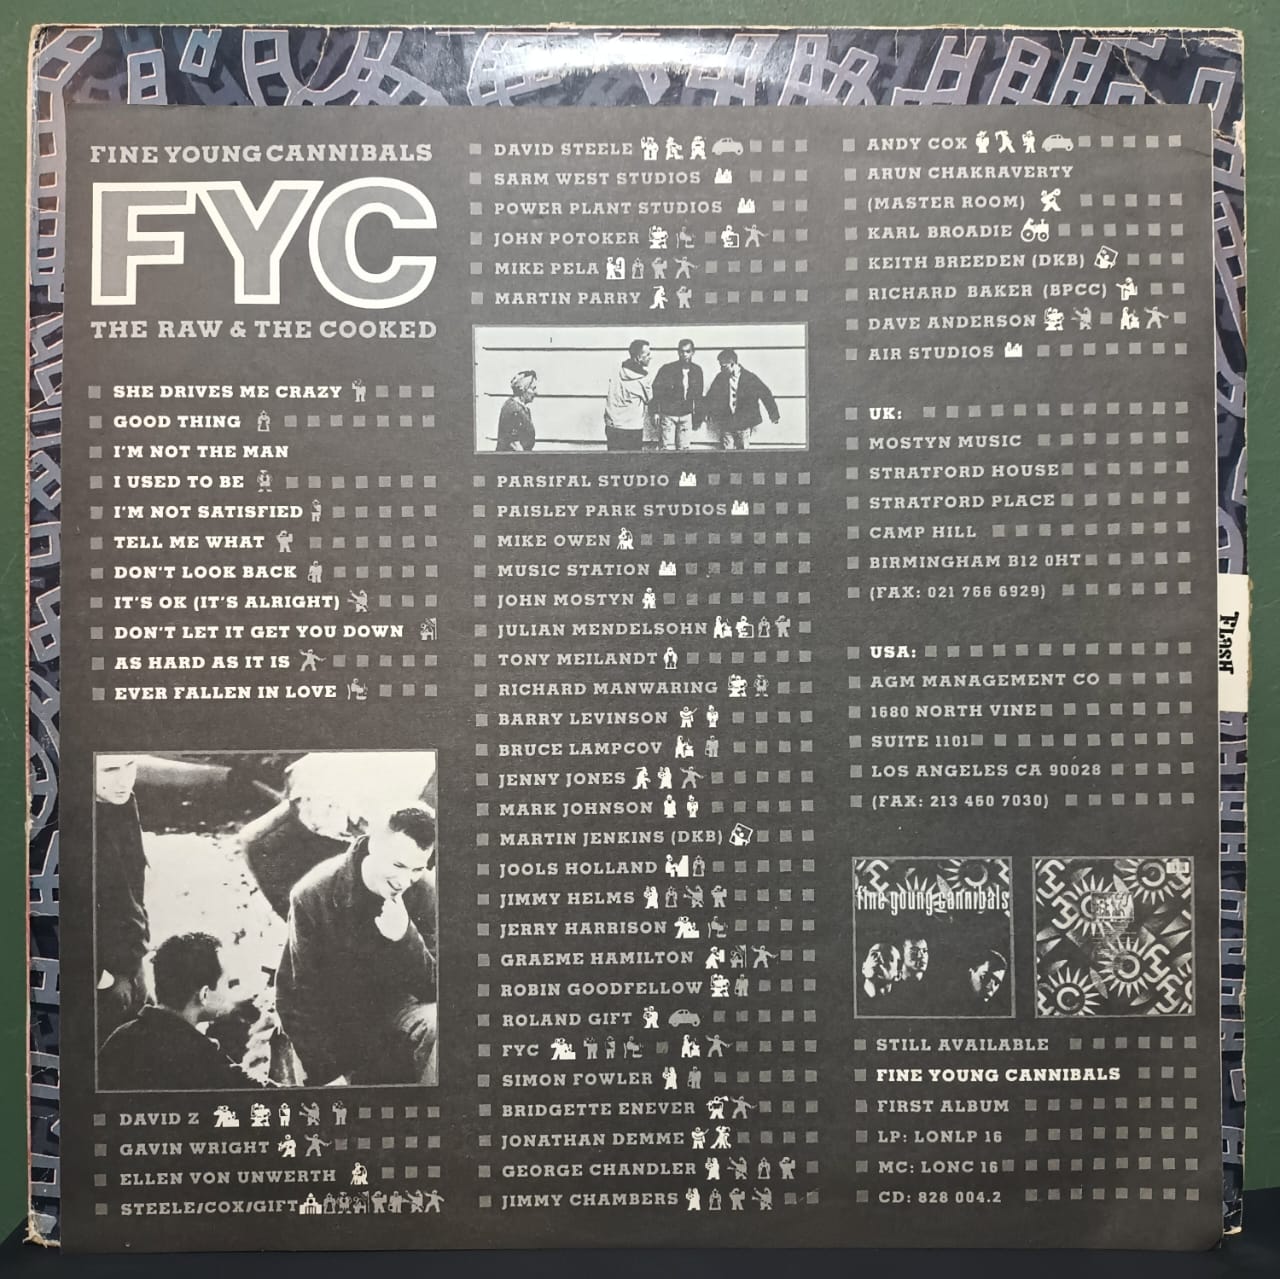 FINE YOUNG CANNIBALS
FYC
THE RAW & THE COOKED
SHE DRIVES ME CRAZY
GOOD THING
I'M NOT THE MAN
I USED TO BE
I'M NOT SATISFIED
TELL ME WHAT
DON'T LOOK BACK
IT'S OK (IT'S ALRIGHT)
DON'T LET IT GET YOU DOWN
AS HARD AS IT IS
EVER FALLEN IN LOVE
DAVID Z
GAVIN WRIGHT
ELLEN VON UNWERTH
STEELE/COX/GIFT
DAVID STEELE
SARM WEST STUDIOS
POWER PLANT STUDIOS
JOHN POTOKER
MIKE PELA
MARTIN PARRY
PARSIFAL STUDIO
PAISLEY PARK STUDIOS
MIKE OWEN
MUSIC STATION
JOHN MOSTYN
JULIAN MENDELSOHN
TONY MEILANDT
RICHARD MANWARING
BARRY LEVINSON
BRUCE LAMPCOV
JENNY JONES
MARK JOHNSON
MARTIN JENKINS (DKB)
JOOLS HOLLAND
JIMMY HELMS
JERRY HARRISON
GRAEME HAMILTON
ROBIN GOODFELLOW
ROLAND GIFT
FYC
SIMON FOWLER
BRIDGETTE ENEVER
JONATHAN DEMME
GEORGE CHANDLER
JIMMY CHAMBERS
ANDY COX
ARUN CHAKRAVERTY
(MASTER ROOM)
KARL BROADIE
KEITH BREEDEN (DKB)
RICHARD BAKER (BPCC)
DAVE ANDERSON
AIR STUDIOS
UK:
MOSTYN MUSIC
STRATFORD HOUSE
STRATFORD PLACE
CAMP HILL
BIRMINGHAM B12 0HT
(FAX: 021 766 6929)
USA:
AGM MANAGEMENT CO
1680 NORTH VINE
SUITE 1101
LOS ANGELES CA 90028
(FAX: 213 460 7030)
fine young cannibals
STILL AVAILABLE
FINE YOUNG CANNIBALS
FIRST ALBUM
LP: LONLP 16
MC: LONC 16
CD: 828 004.2
FLASH